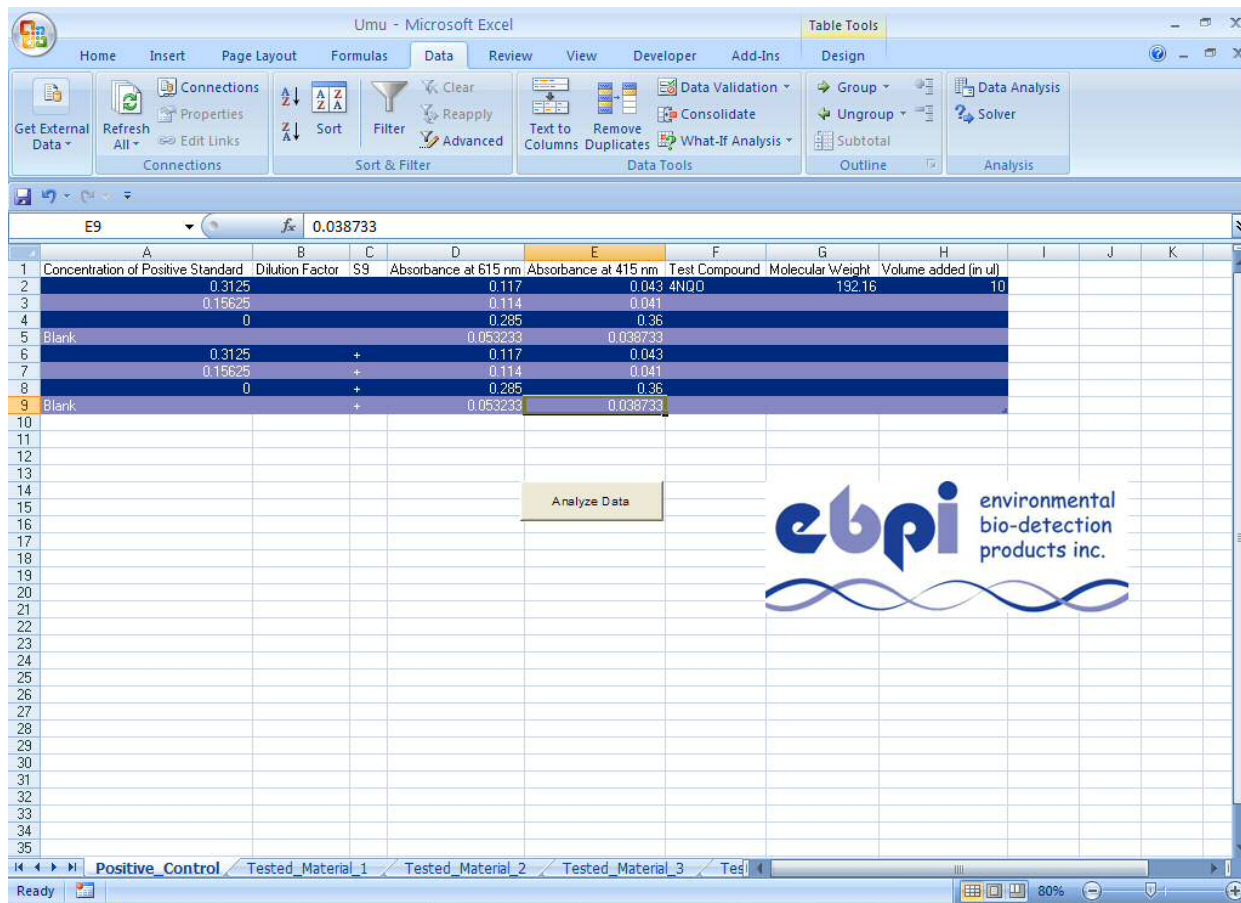 Umu - Microsoft Excel Table Tools
Home Insert Page Layout Formulas Data Review View Developer Add-Ins Design
Get External Data
Refresh All
Connections
Properties
Edit Links
Connections
Sort
Filter
Clear
Reapply
Advanced
Sort & Filter
Text to Columns
Remove Duplicates
Data Validation
Consolidate
What-If Analysis
Data Tools
Group
Ungroup
Subtotal
Outline
Data Analysis
Solver
Analysis
E9 fx 0.038733
A B C D E F G H I J K
1 Concentration of Positive Standard Dilution Factor S9 Absorbance at 615 nm Absorbance at 415 nm Test Compound Molecular Weight Volume added (in ul)
2 0.3125 0.117 0.043 4NQO 192.16 10
3 0.15625 0.114 0.041
4 0 0.285 0.36
5 Blank 0.053233 0.038733
6 0.3125 + 0.117 0.043
7 0.15625 + 0.114 0.041
8 0 + 0.285 0.36
9 Blank + 0.053233 0.038733
10
11
12
13
14
15
16
17
18
19
20
21
22
23
24
25
26
27
28
29
30
31
32
33
34
35
Analyze Data
ebpi
environmental
bio-detection
products inc.
Positive_Control Tested_Material_1 Tested_Material_2 Tested_Material_3 Tes
Ready 80%